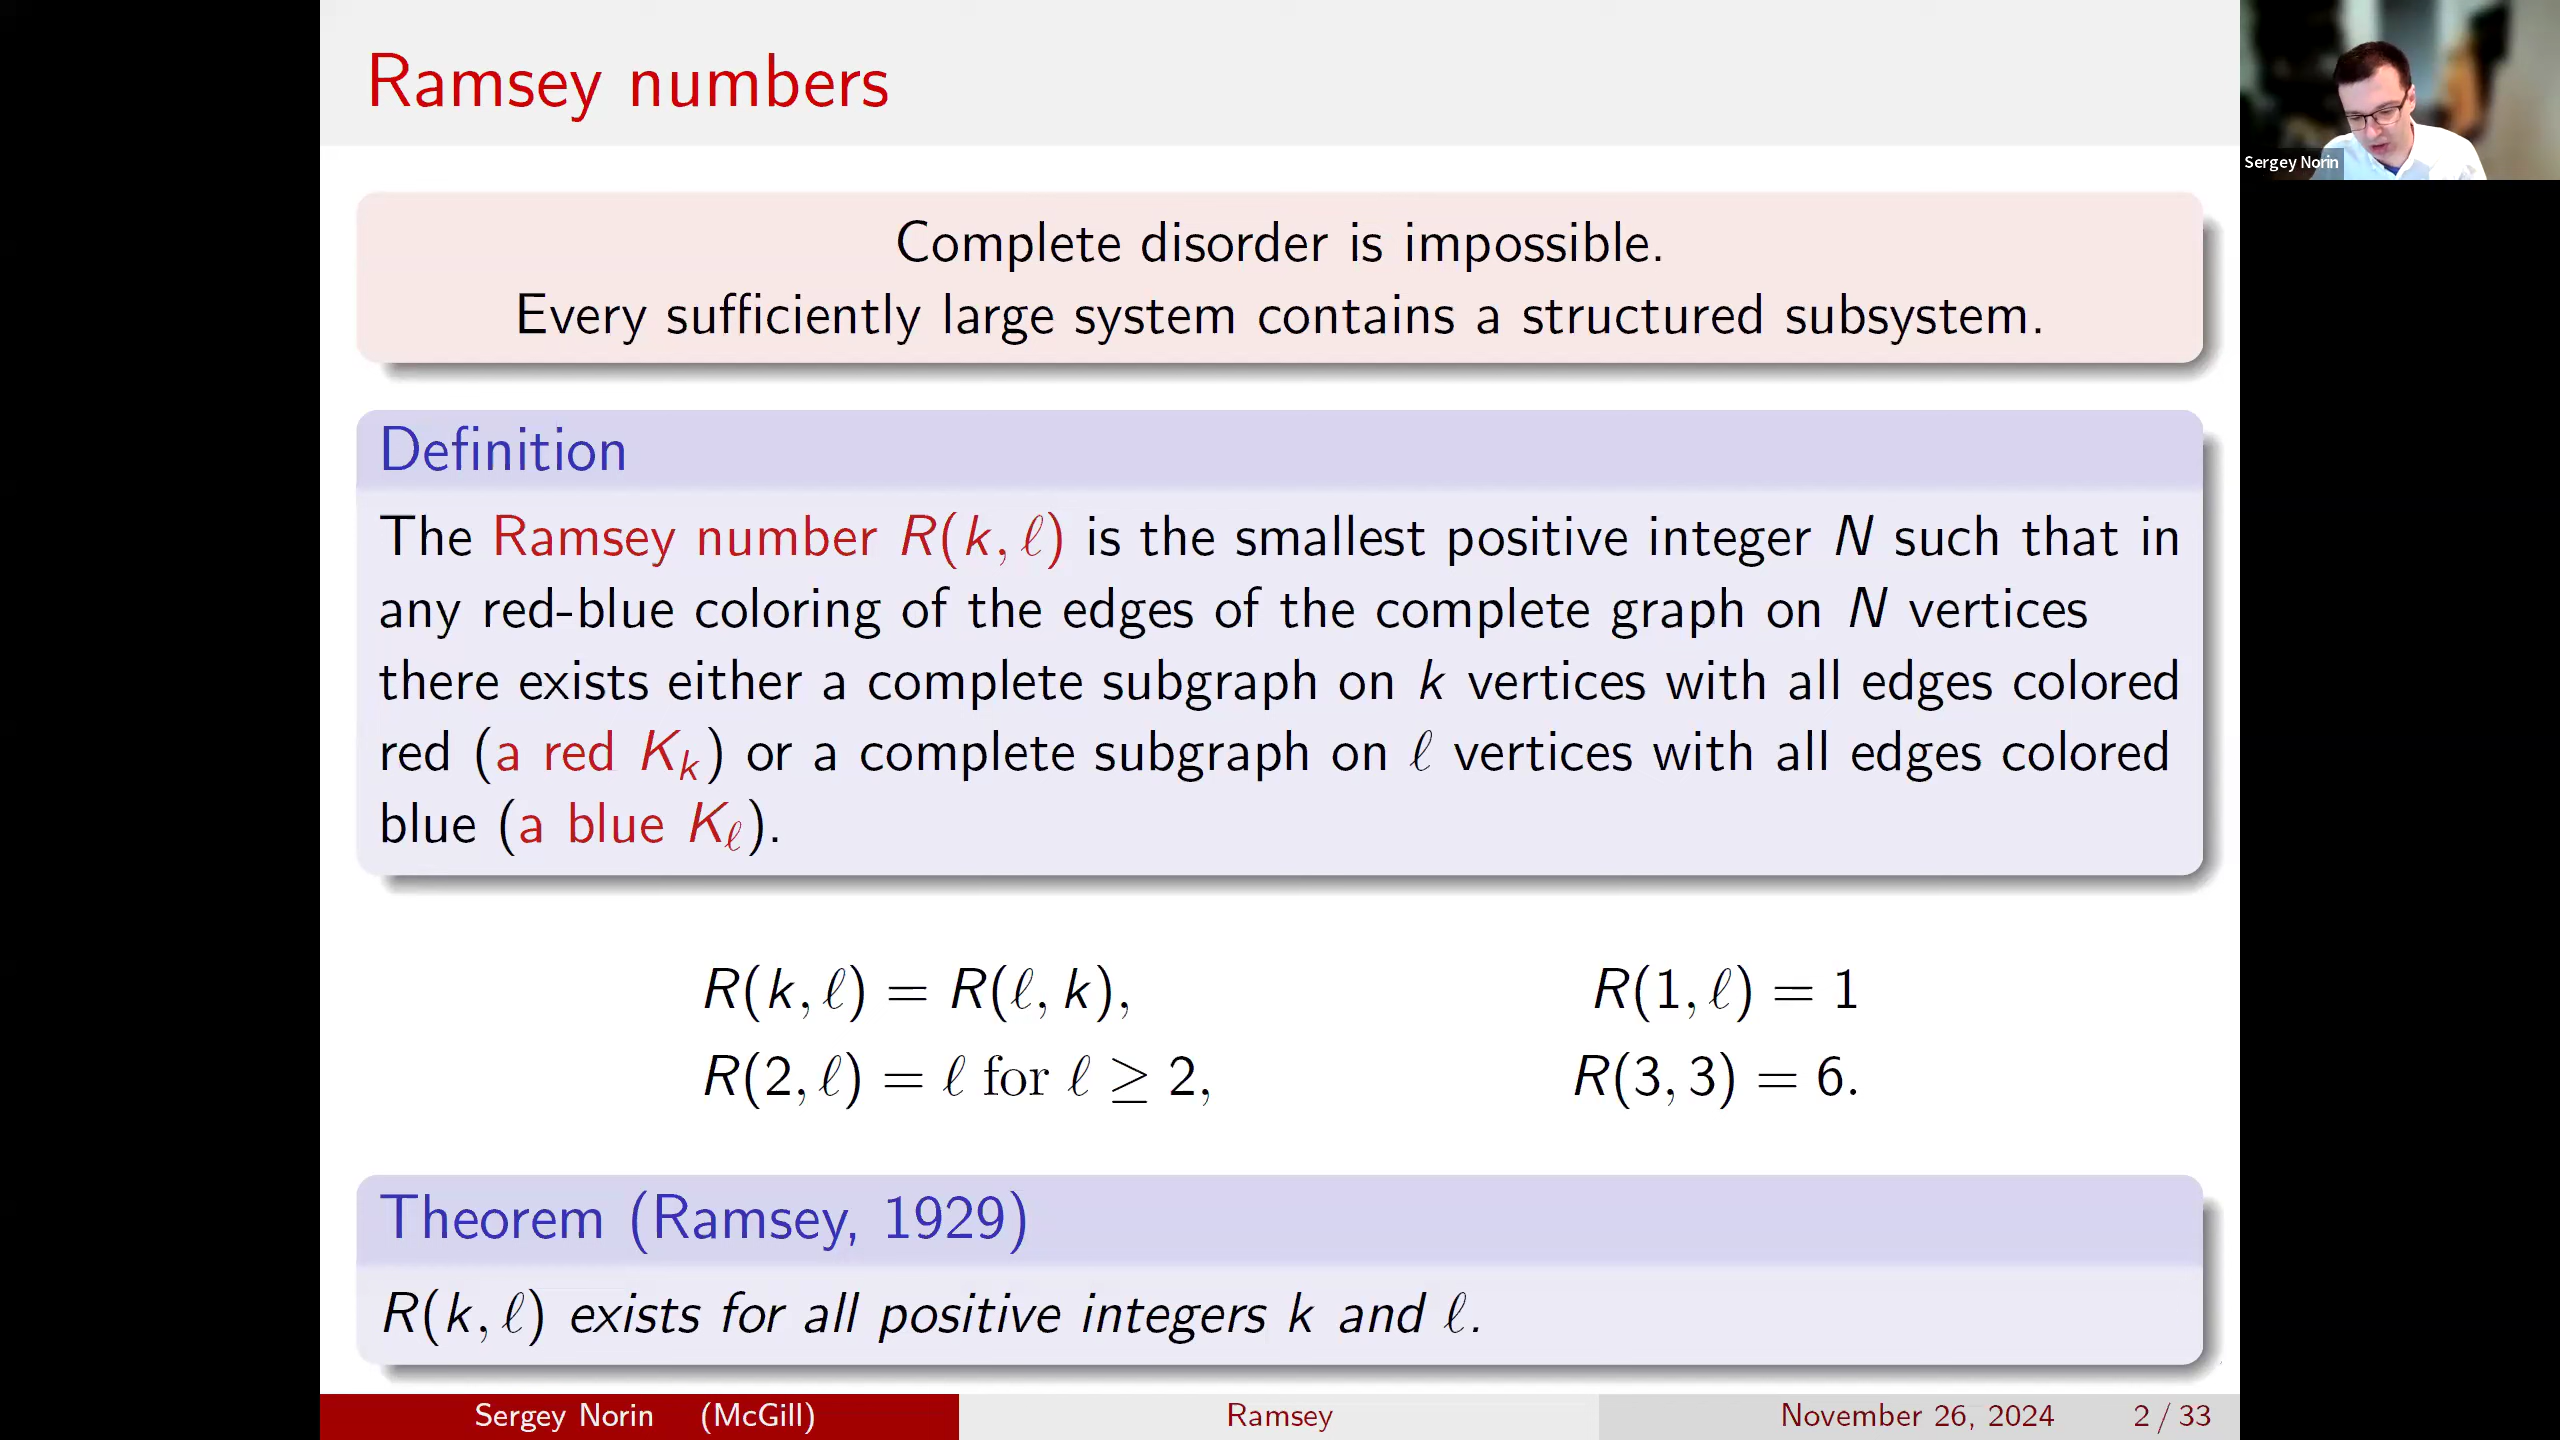 Ramsey numbers
Sergey Norin
Complete disorder is impossible.
Every sufficiently large system contains a structured subsystem.
Definition
The Ramsey number R(k, ℓ) is the smallest positive integer N such that in
any red-blue coloring of the edges of the complete graph on N vertices
there exists either a complete subgraph on k vertices with all edges colored
red (a red Kₖ) or a complete subgraph on ℓ vertices with all edges colored
blue (a blue K_ℓ).
R(k, ℓ) = R(ℓ, k), R(1, ℓ) = 1
R(2, ℓ) = ℓ for ℓ ≥ 2, R(3, 3) = 6.
Theorem (Ramsey, 1929)
R(k, ℓ) exists for all positive integers k and ℓ.
Sergey Norin (McGill) Ramsey November 26, 2024 2 / 33